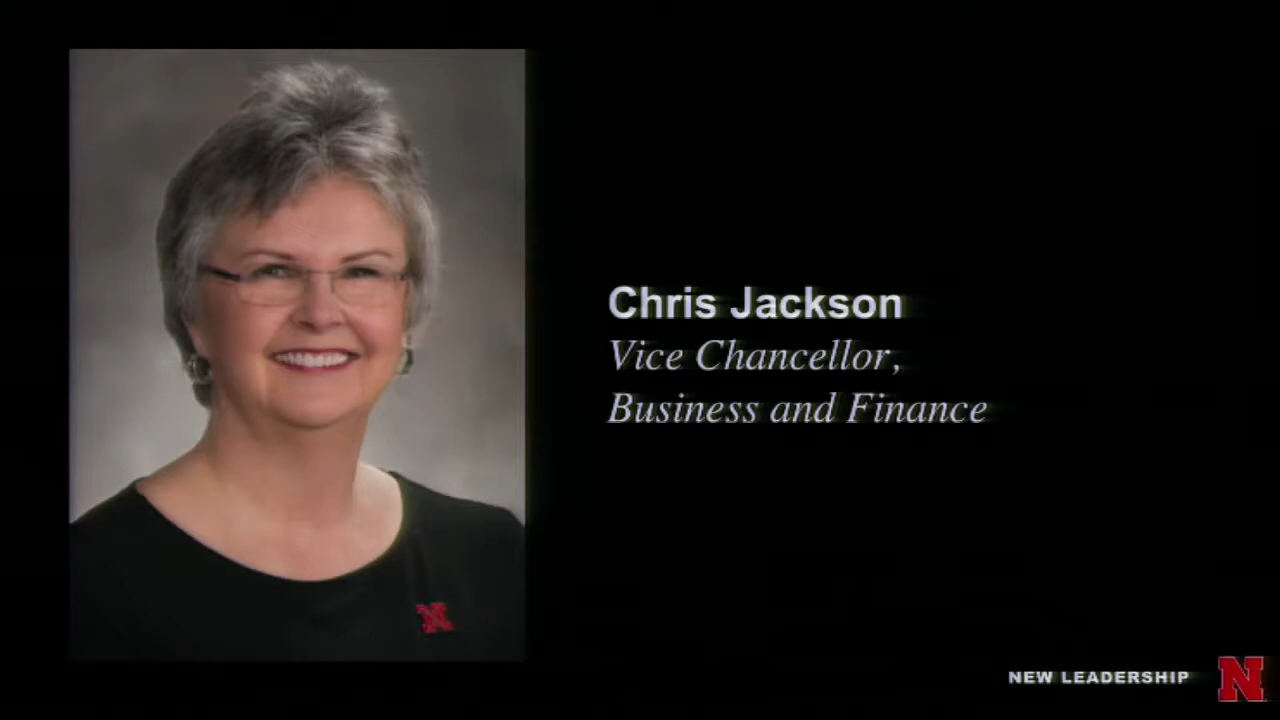 Chris Jackson
Vice Chancellor,
Business and Finance
N
NEW LEADERSHIP N